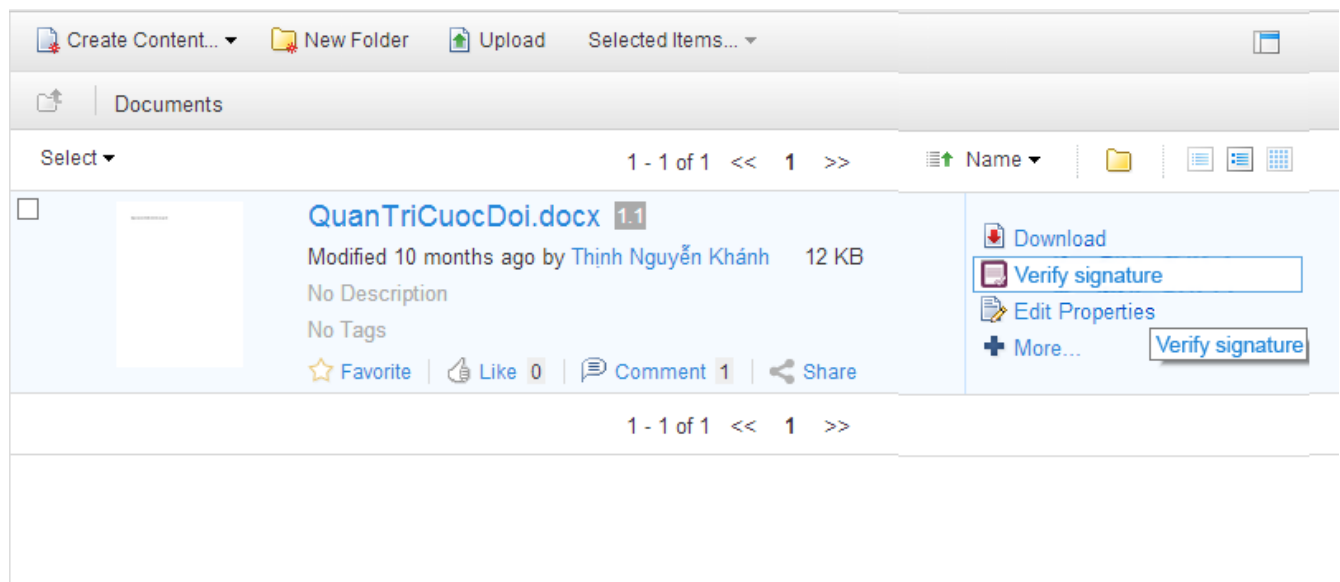 Create Content... New Folder Upload Selected Items...
Documents
Select 1 - 1 of 1 << 1 >> Name
QuanTriCuocDoi.docx 1.1
Modified 10 months ago by Thịnh Nguyễn Khánh 12 KB
No Description
No Tags
Favorite Like 0 Comment 1 Share
Download
Verify signature
Edit Properties
More...
Verify signature
1 - 1 of 1 << 1 >>